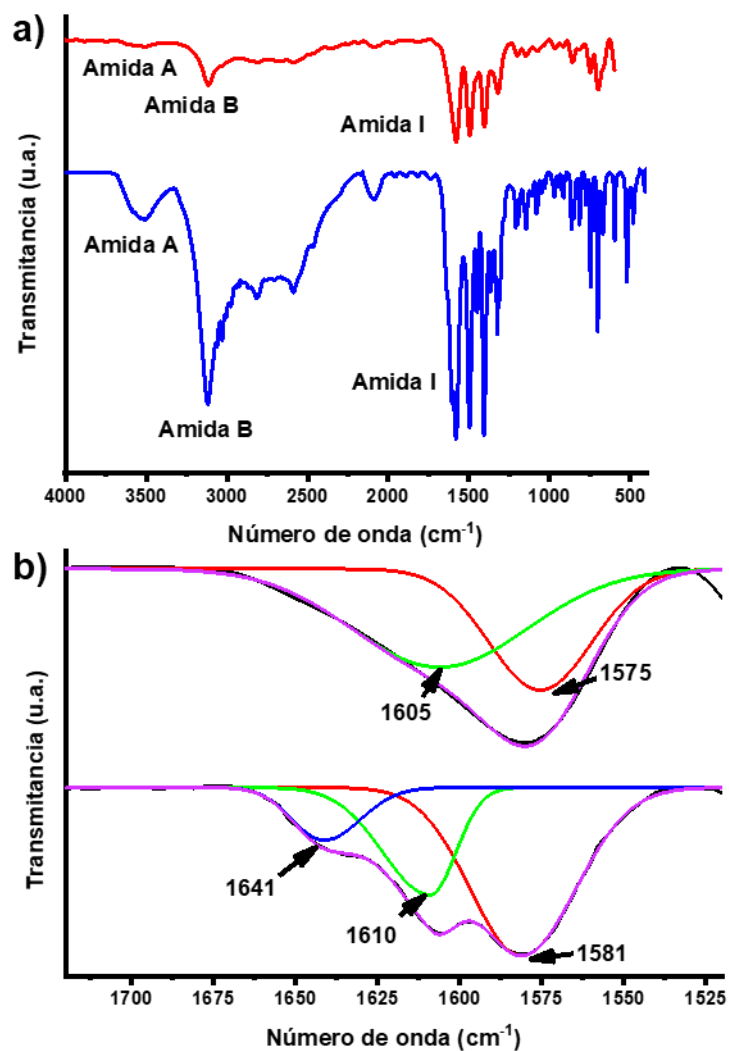 a)
Amida A
Amida B
Amida I
Amida A
Amida I
Amida B
Transmitancia (u.a.)
4000 3500 3000 2500 2000 1500 1000 500
Número de onda (cm⁻¹)
b)
1605
1575
1641
1610
1581
Transmitancia (u.a.)
1700 1675 1650 1625 1600 1575 1550 1525
Número de onda (cm⁻¹)